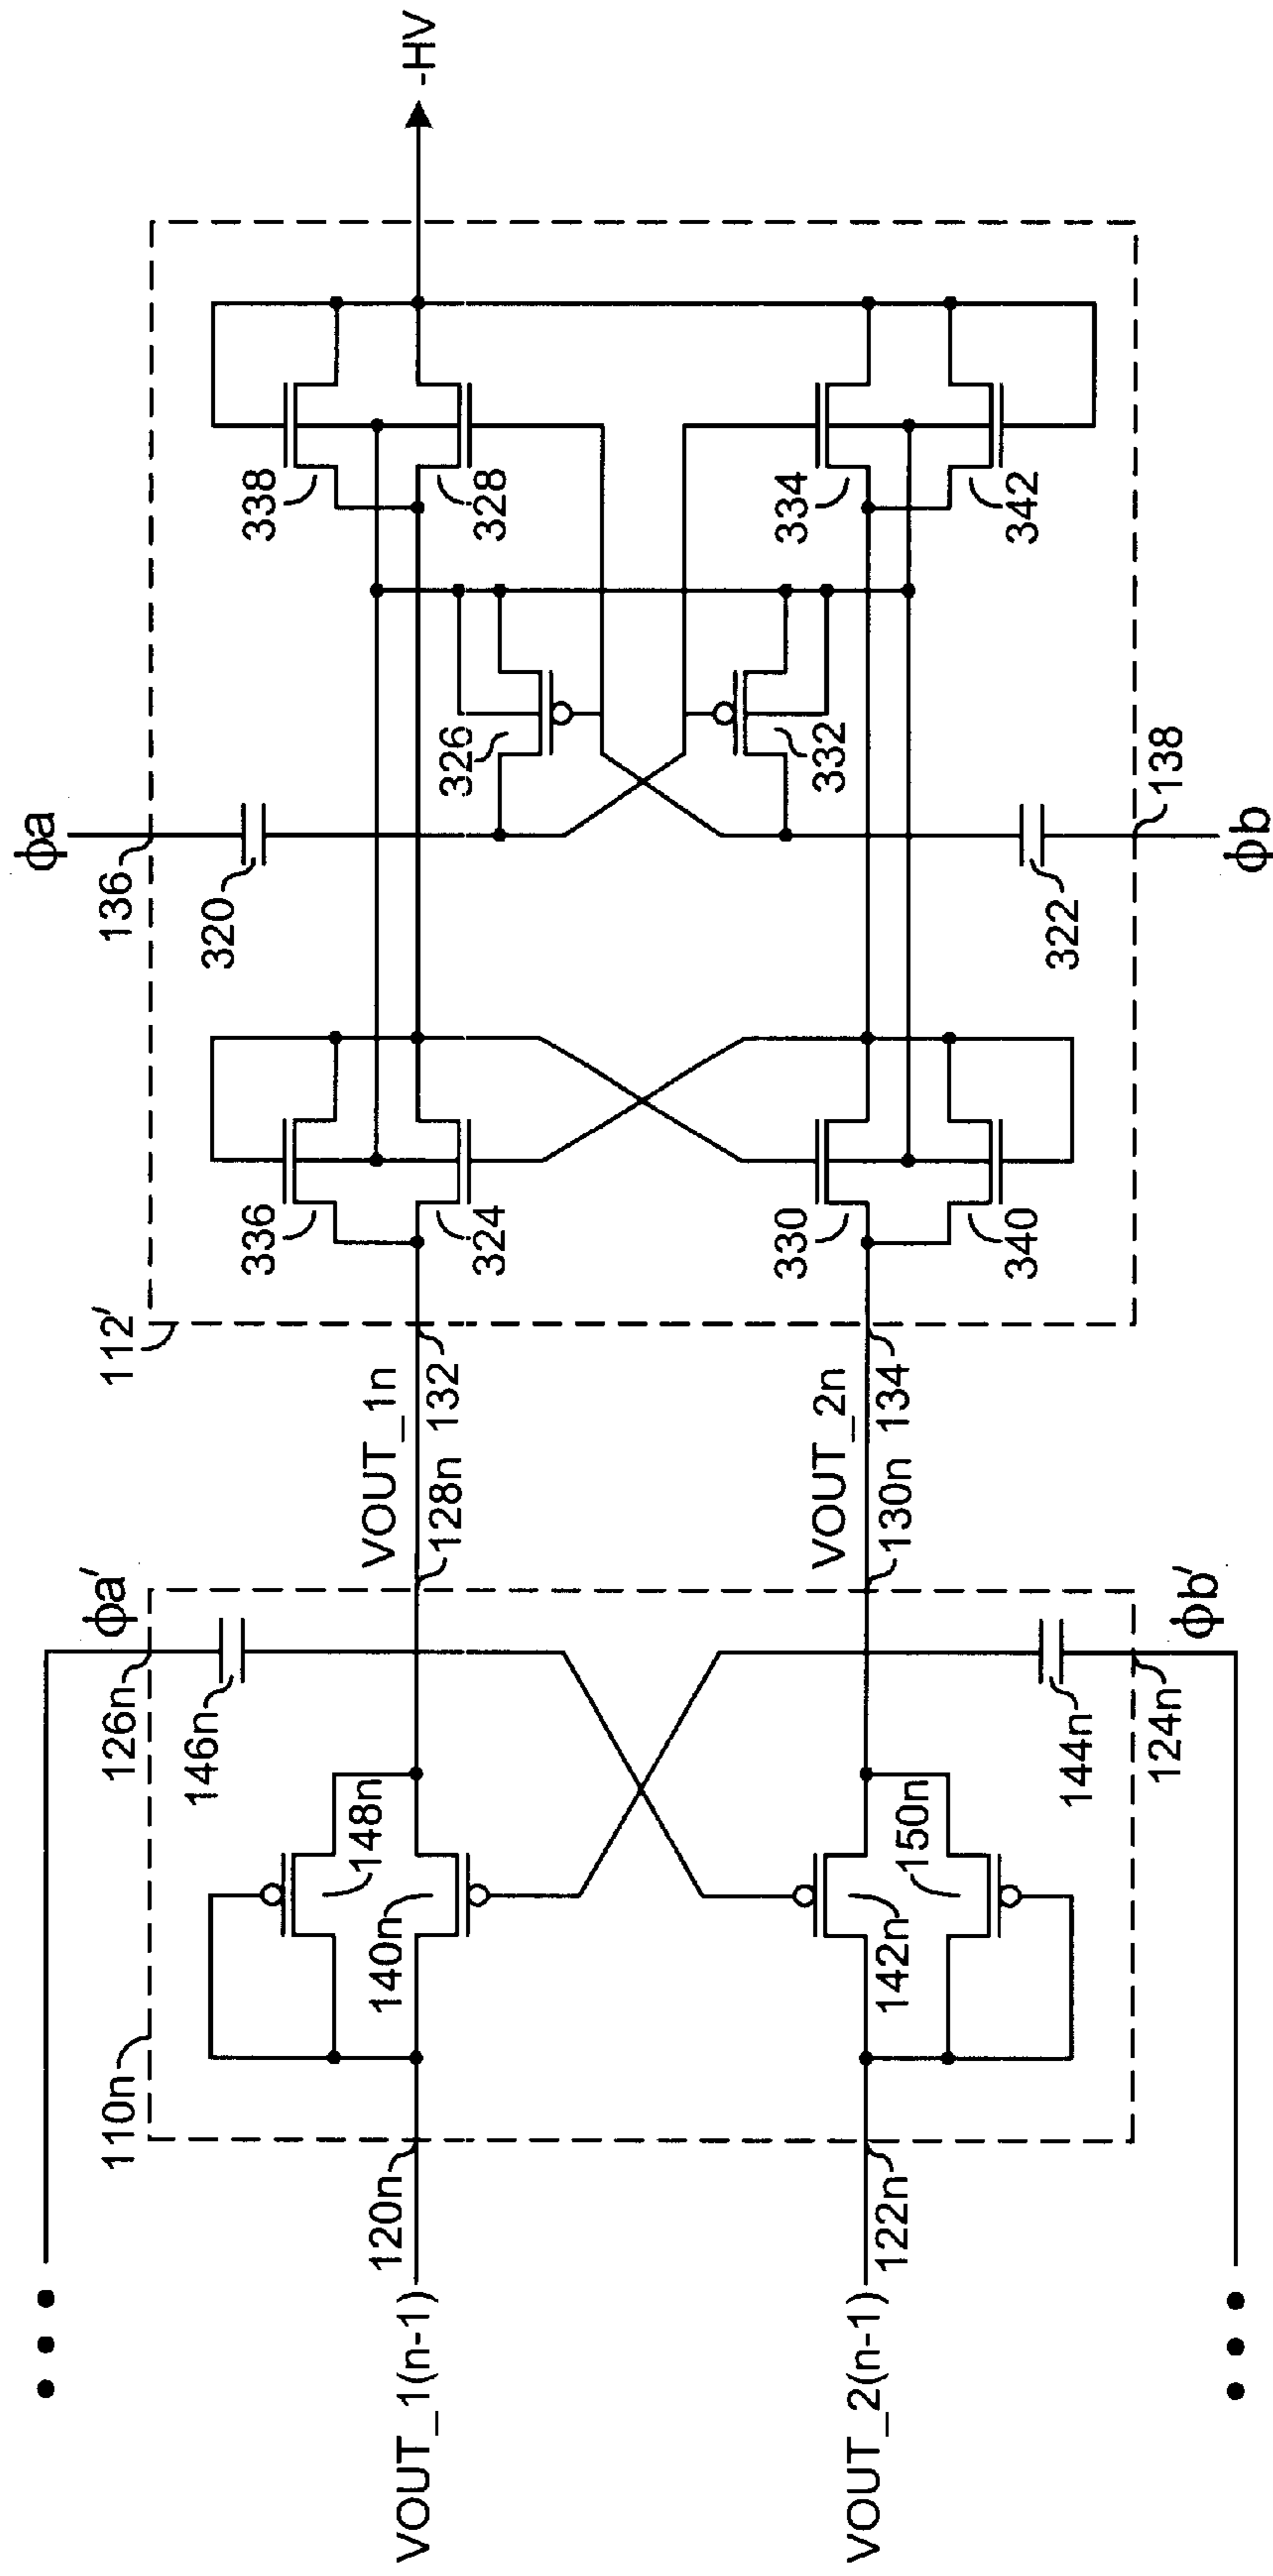 ϕa
-HV
136
320
338
328
326
334
342
332
322
138
ϕb
336
324
330
340
112′
VOUT_1n
128n 132
VOUT_2n
130n 134
ϕa′
126n
146n
148n
140n
142n
150n
144n
124n
ϕb′
110n
120n
122n
VOUT_1(n-1)
VOUT_2(n-1)